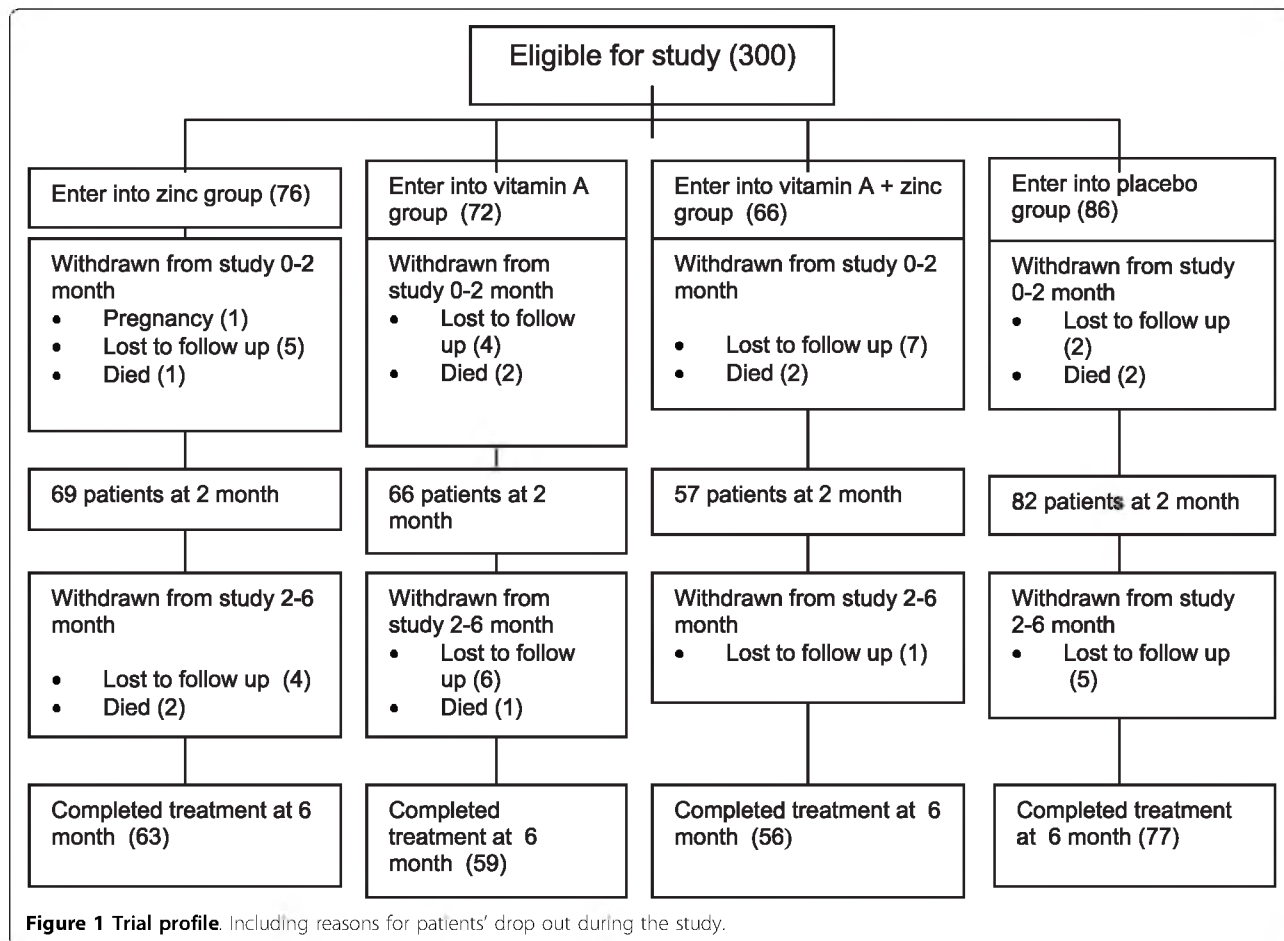 Eligible for study (300)
Enter into zinc group (76)
Withdrawn from study 0-2
month
• Pregnancy (1)
• Lost to follow up (5)
• Died (1)
69 patients at 2 month
Withdrawn from study 2-6
month
• Lost to follow up (4)
• Died (2)
Completed treatment at 6
month (63)
Enter into vitamin A
group (72)
Withdrawn from
study 0-2 month
• Lost to follow
up (4)
• Died (2)
66 patients at 2
month
Withdrawn from
study 2-6 month
• Lost to follow
up (6)
• Died (1)
Completed
treatment at 6
month (59)
Enter into vitamin A + zinc
group (66)
Withdrawn from study 0-2
month
• Lost to follow up (7)
• Died (2)
57 patients at 2 month
Withdrawn from study 2-6
month
• Lost to follow up (1)
Completed treatment at 6
month (56)
Enter into placebo
group (86)
Withdrawn from study
0-2 month
• Lost to follow up
(2)
• Died (2)
82 patients at 2 month
Withdrawn from study
2-6 month
• Lost to follow up
(5)
Completed treatment
at 6 month (77)
Figure 1 Trial profile. Including reasons for patients' drop out during the study.